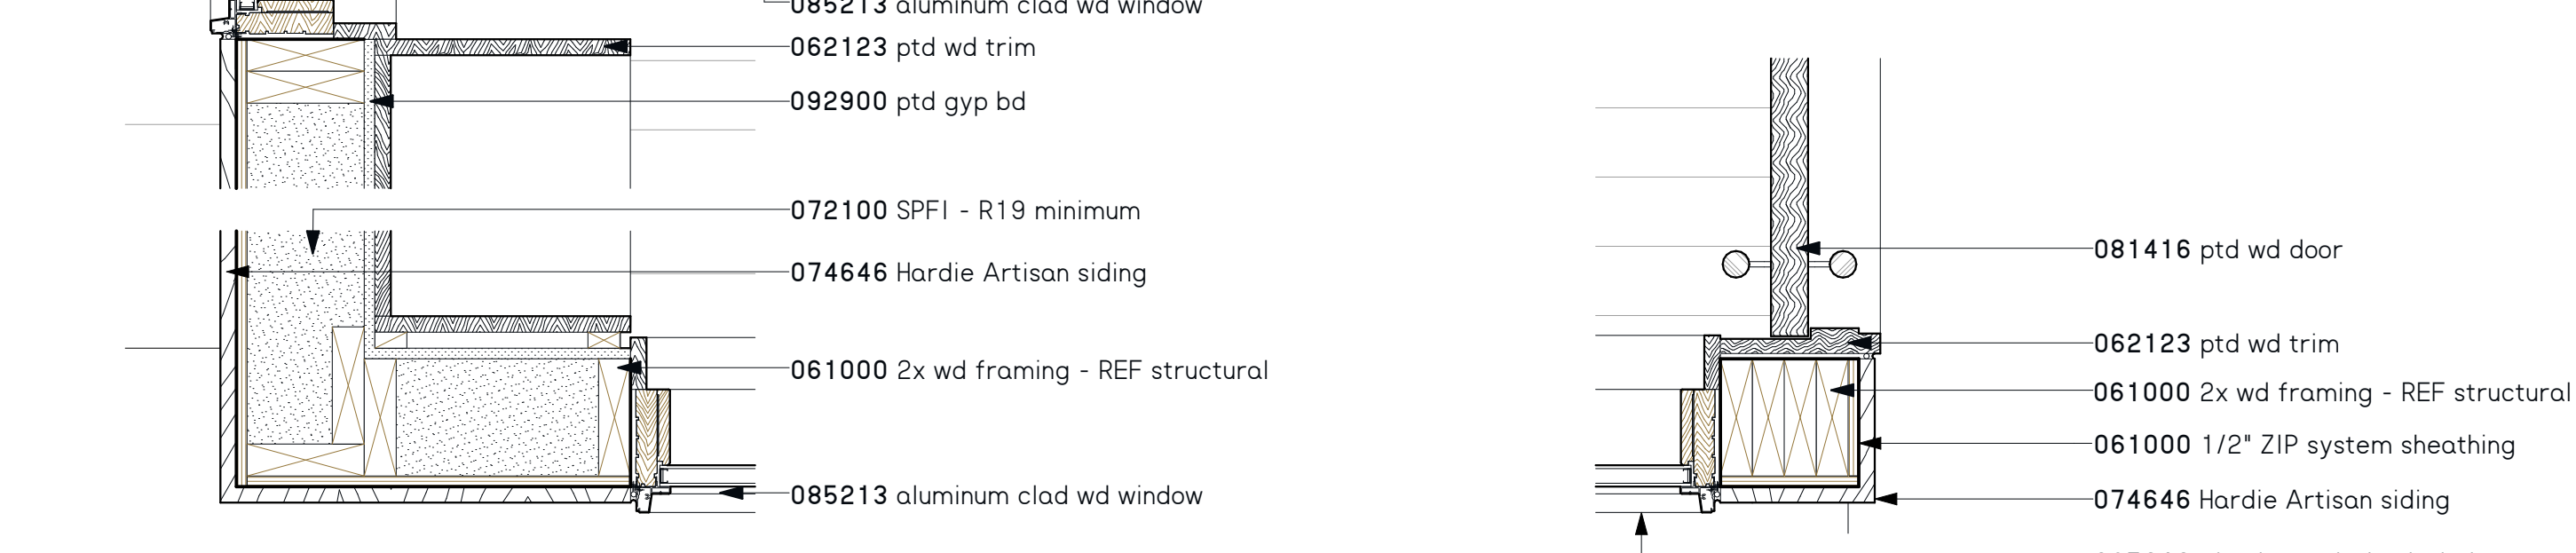 085213 aluminum clad wd window
062123 ptd wd trim
092900 ptd gyp bd
072100 SPFI - R19 minimum
074646 Hardie Artisan siding
061000 2x wd framing - REF structural
085213 aluminum clad wd window
081416 ptd wd door
062123 ptd wd trim
061000 2x wd framing - REF structural
061000 1/2" ZIP system sheathing
074646 Hardie Artisan siding